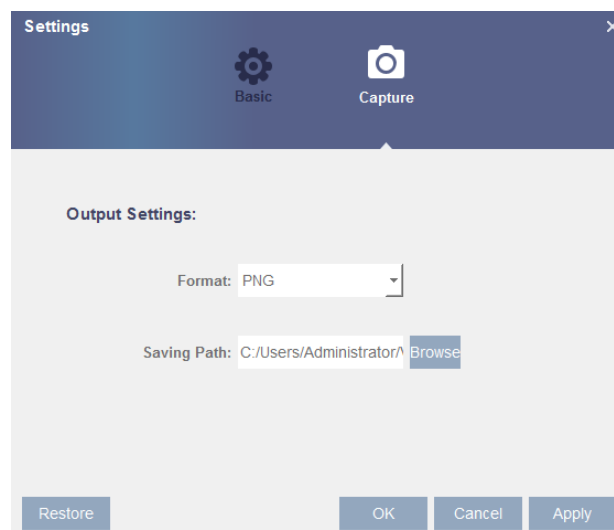 Settings
Basic
Capture
Output Settings:
Format: PNG
Saving Path: C:/Users/Administrator/ Browse
Restore OK Cancel Apply